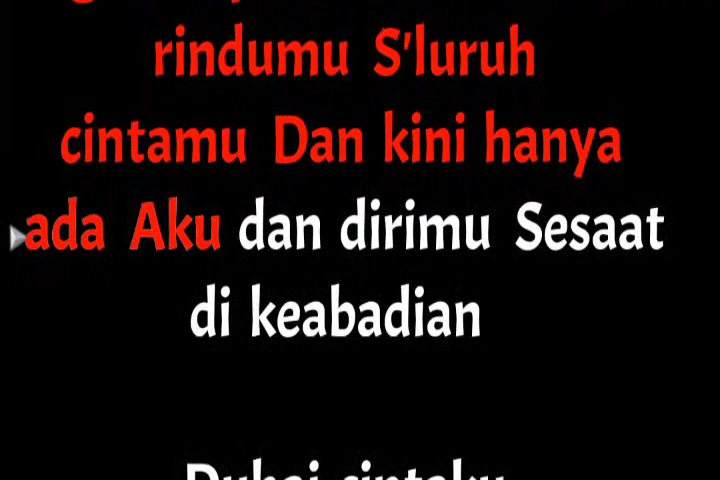 rindumu S'luruh
cintamu Dan kini hanya
ada Aku dan dirimu Sesaat
di keabadian
Duhai cintaku